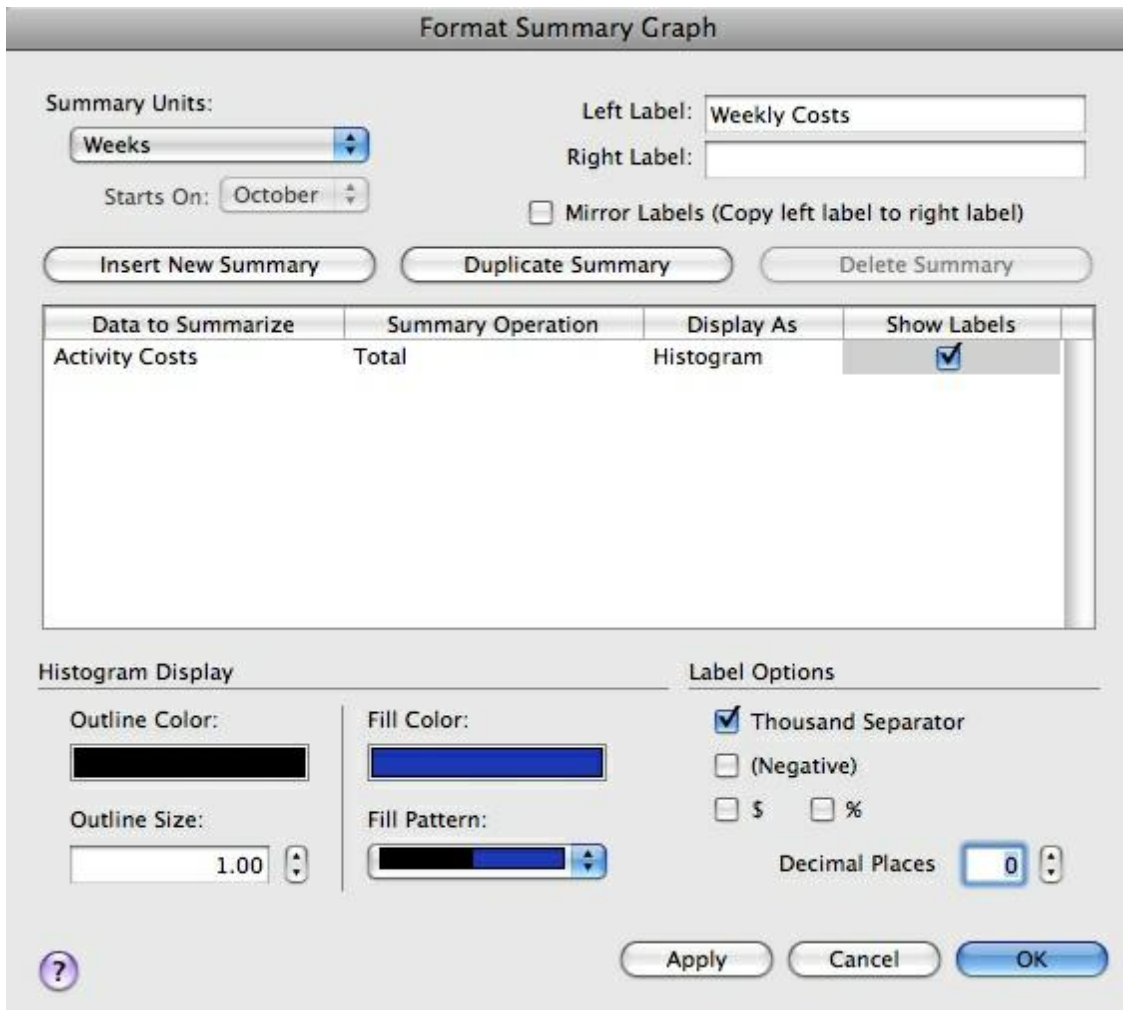 Format Summary Graph
Summary Units:
Weeks
Starts On: October
Left Label: Weekly Costs
Right Label:
Mirror Labels (Copy left label to right label)
Insert New Summary Duplicate Summary Delete Summary
Data to Summarize Summary Operation Display As Show Labels
Activity Costs Total Histogram
Histogram Display
Outline Color: Fill Color:
Outline Size: Fill Pattern:
1.00
Label Options
Thousand Separator
(Negative)
$ %
Decimal Places 0
? Apply Cancel OK